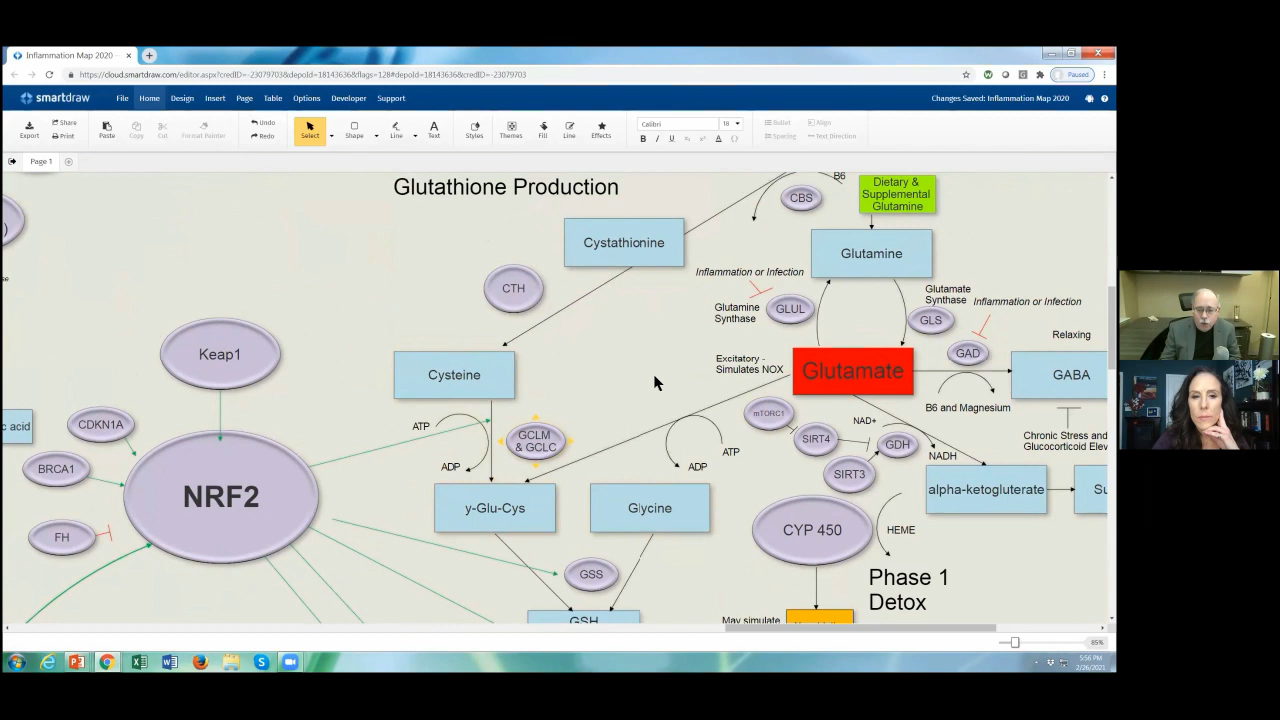 Inflammation Map 2020
https://cloud.smartdraw.com/editor.aspx?credID=-23079703&depoId=18143636&flags=128#depoId=18143636&credID=-23079703
Paused
smartdraw
File Home Design Insert Page Table Options Developer Support
Changes Saved: Inflammation Map 2020
Export
Share
Print
Paste
Copy
Cut
Format Painter
Undo
Redo
Select
Shape
Line
Text
Styles
Themes
Fill
Line
Effects
Calibri
18
B I U
A
Bullet
Align
Spacing
Text Direction
Page 1
Glutathione Production
B6
CBS
Dietary &
Supplemental
Glutamine
Cystathionine
Glutamine
CTH
Inflammation or Infection
Glutamine
Synthase
GLUL
Glutamate
Synthase
Inflammation or Infection
GLS
Relaxing
GAD
Keap1
Excitatory -
Simulates NOX
Glutamate
GABA
Cysteine
B6 and Magnesium
c acid
CDKN1A
ATP
GCLM
& GCLC
ADP
mTORC1
SIRT4
NAD+
GDH
NADH
ATP
ADP
Chronic Stress and
Glucocorticoid Elev
BRCA1
SIRT3
NRF2
y-Glu-Cys
Glycine
alpha-ketogluterate
Su
FH
CYP 450
HEME
GSS
Phase 1
Detox
GSH
May simulate
85%
5:56 PM
2/26/2021